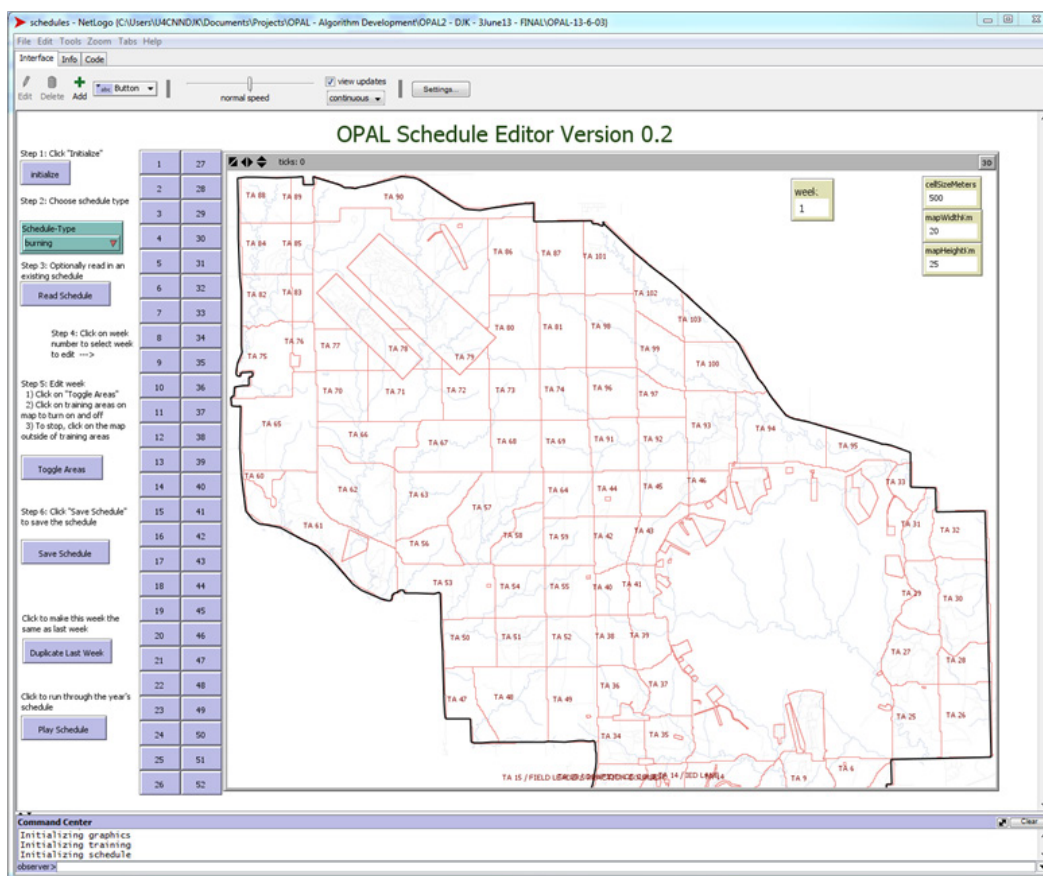 schedules - NetLogo {C:\Users\U4CNNDJK\Documents\Projects\OPAL - Algorithm Development\OPAL2 - DJK - 3June13 - FINAL\OPAL-13-6-03}
File Edit Tools Zoom Tabs Help
Interface Info Code
Edit Delete Add
abc Button
normal speed
view updates
continuous
Settings...
OPAL Schedule Editor Version 0.2
Step 1: Click "Initialize"
initialize
Step 2: Choose schedule type
Schedule-Type
burning
Step 3: Optionally read in an
existing schedule
Read Schedule
Step 4: Click on week
number to select week
to edit --->
Step 5: Edit week
1) Click on "Toggle Areas"
2) Click on training areas on
map to turn on and off
3) To stop, click on the map
outside of training areas
Toggle Areas
Step 6: Click "Save Schedule"
to save the schedule
Save Schedule
Click to make this week the
same as last week
Duplicate Last Week
Click to run through the year's
schedule
Play Schedule
1 27
2 28
3 29
4 30
5 31
6 32
7 33
8 34
9 35
10 36
11 37
12 38
13 39
14 40
15 41
16 42
17 43
18 44
19 45
20 46
21 47
22 48
23 49
24 50
25 51
26 52
ticks: 0
3D
week:
1
cellSizeMeters
500
mapWidthKm
20
mapHeightKm
25
TA 88 TA 89 TA 90
TA 84 TA 85 TA 86 TA 87 TA 101
TA 82 TA 83 TA 102
TA 103
TA 75 TA 76 TA 77 TA 78 TA 79 TA 80 TA 81 TA 98 TA 99 TA 100
TA 70 TA 71 TA 72 TA 73 TA 74 TA 96 TA 97
TA 65 TA 66 TA 67 TA 68 TA 69 TA 91 TA 92 TA 93 TA 94 TA 95
TA 60 TA 62 TA 63 TA 64 TA 44 TA 45 TA 46 TA 33
TA 61 TA 57 TA 31 TA 32
TA 56 TA 58 TA 59 TA 42 TA 43
TA 53 TA 54 TA 55 TA 40 TA 41 TA 29 TA 30
TA 50 TA 51 TA 52 TA 38 TA 39 TA 27 TA 28
TA 47 TA 48 TA 49 TA 36 TA 37 TA 25 TA 26
TA 34 TA 35
TA 15 / FIELD TA 14 / IED LANE
TA 9 TA 6
Command Center
Clear
Initializing graphics
Initializing training
Initializing schedule
observer>